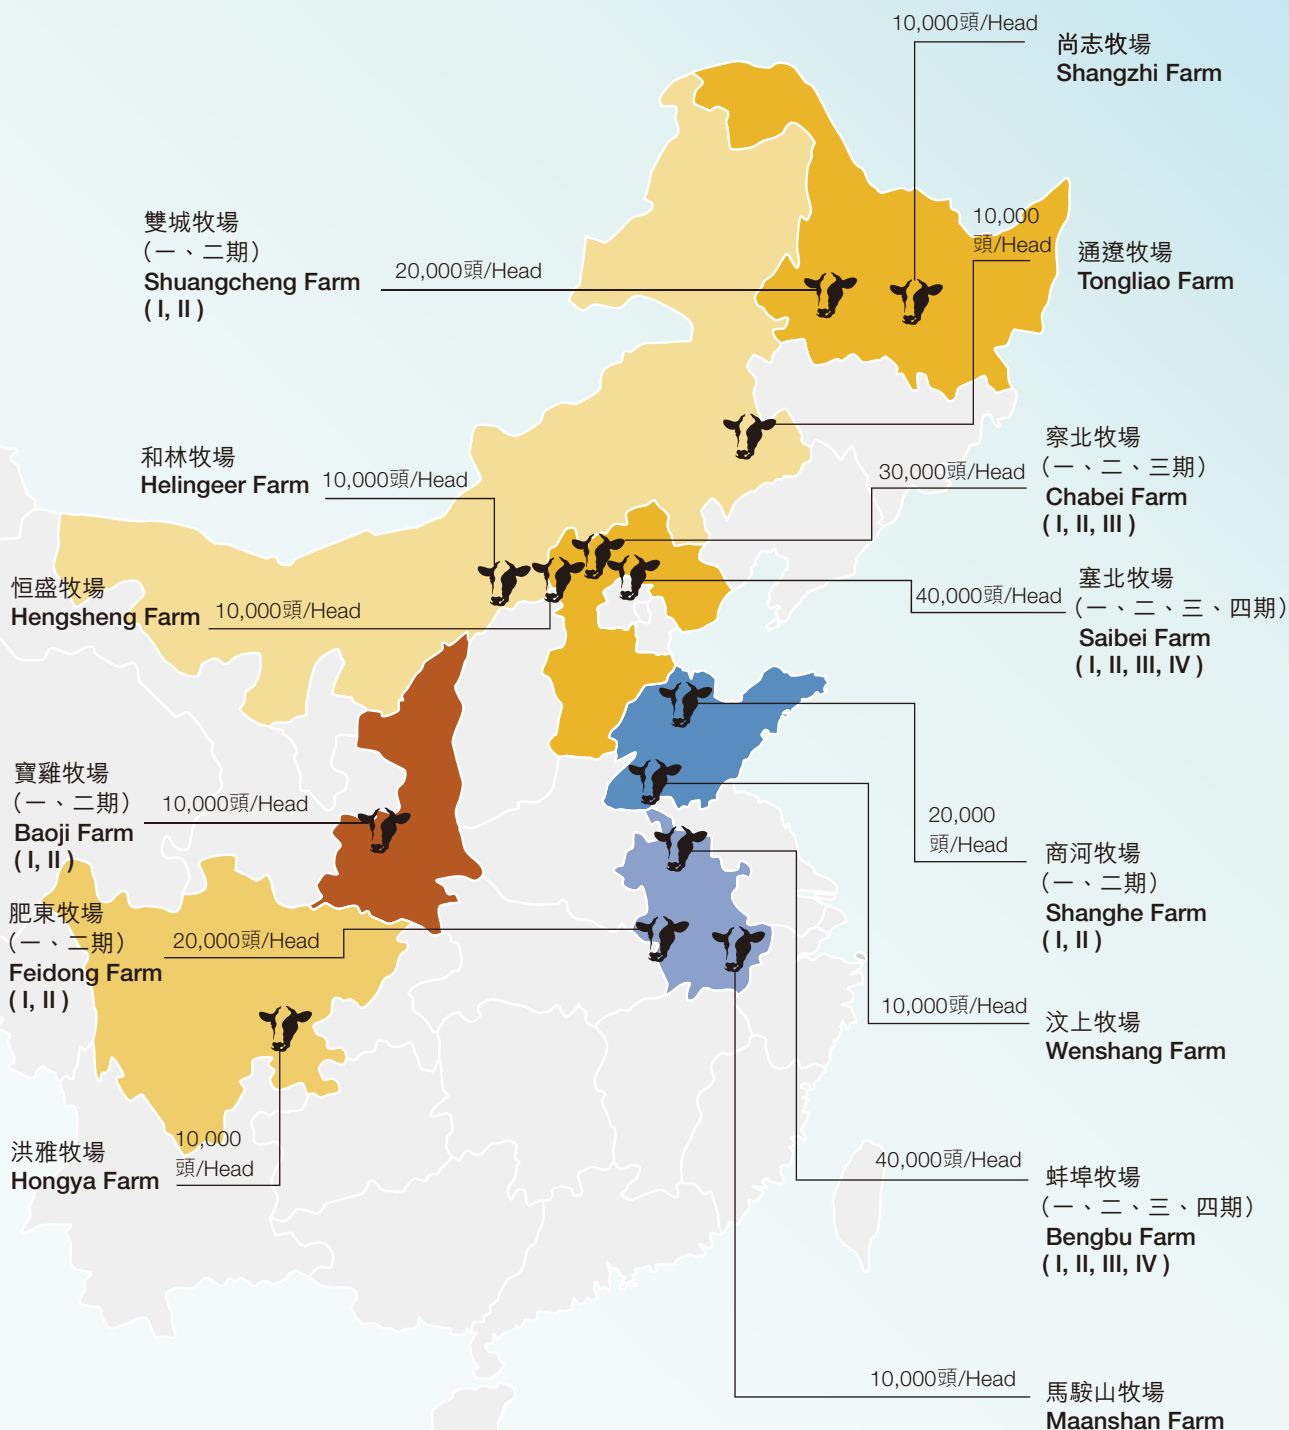 10,000頭/Head
尚志牧場
Shangzhi Farm
雙城牧場
（一、二期）
Shuangcheng Farm
( I, II )
20,000頭/Head
10,000
頭/Head
通遼牧場
Tongliao Farm
和林牧場
Helingeer Farm
10,000頭/Head
30,000頭/Head
察北牧場
（一、二、三期）
Chabei Farm
( I, II, III )
恒盛牧場
Hengsheng Farm
10,000頭/Head
40,000頭/Head
塞北牧場
（一、二、三、四期）
Saibei Farm
( I, II, III, IV )
寶雞牧場
（一、二期）
Baoji Farm
( I, II )
10,000頭/Head
20,000
頭/Head
商河牧場
（一、二期）
Shanghe Farm
( I, II )
肥東牧場
（一、二期）
Feidong Farm
( I, II )
20,000頭/Head
10,000頭/Head
汶上牧場
Wenshang Farm
洪雅牧場
Hongya Farm
10,000
頭/Head
40,000頭/Head
蚌埠牧場
（一、二、三、四期）
Bengbu Farm
( I, II, III, IV )
10,000頭/Head
馬鞍山牧場
Maanshan Farm